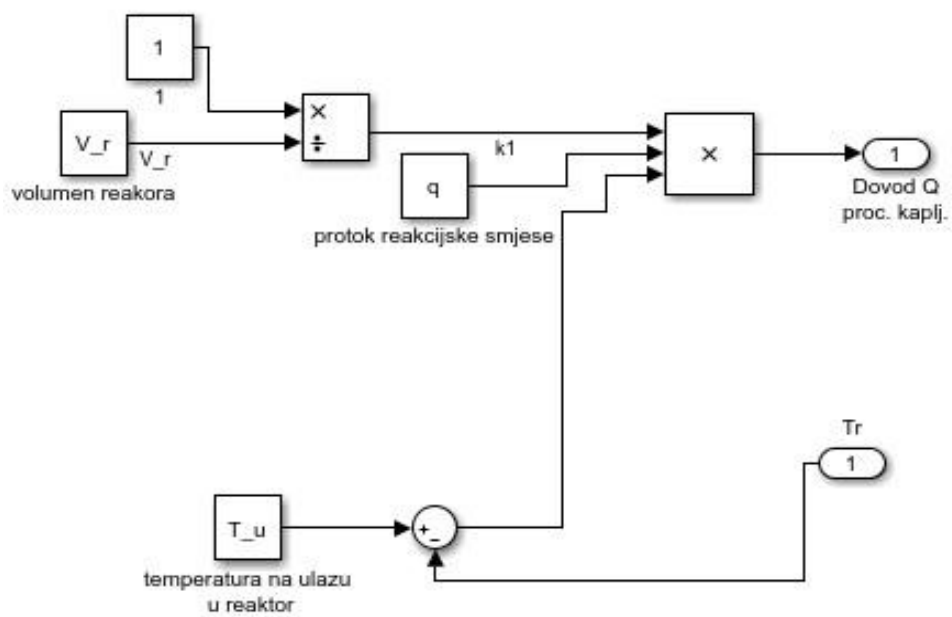 1
1
×
÷
V_r
V_r
volumen reakora
k1
q
protok reakcijske smjese
×
1
Dovod Q
proc. kaplj.
Tr
1
T_u
+
-
temperatura na ulazu
u reaktor